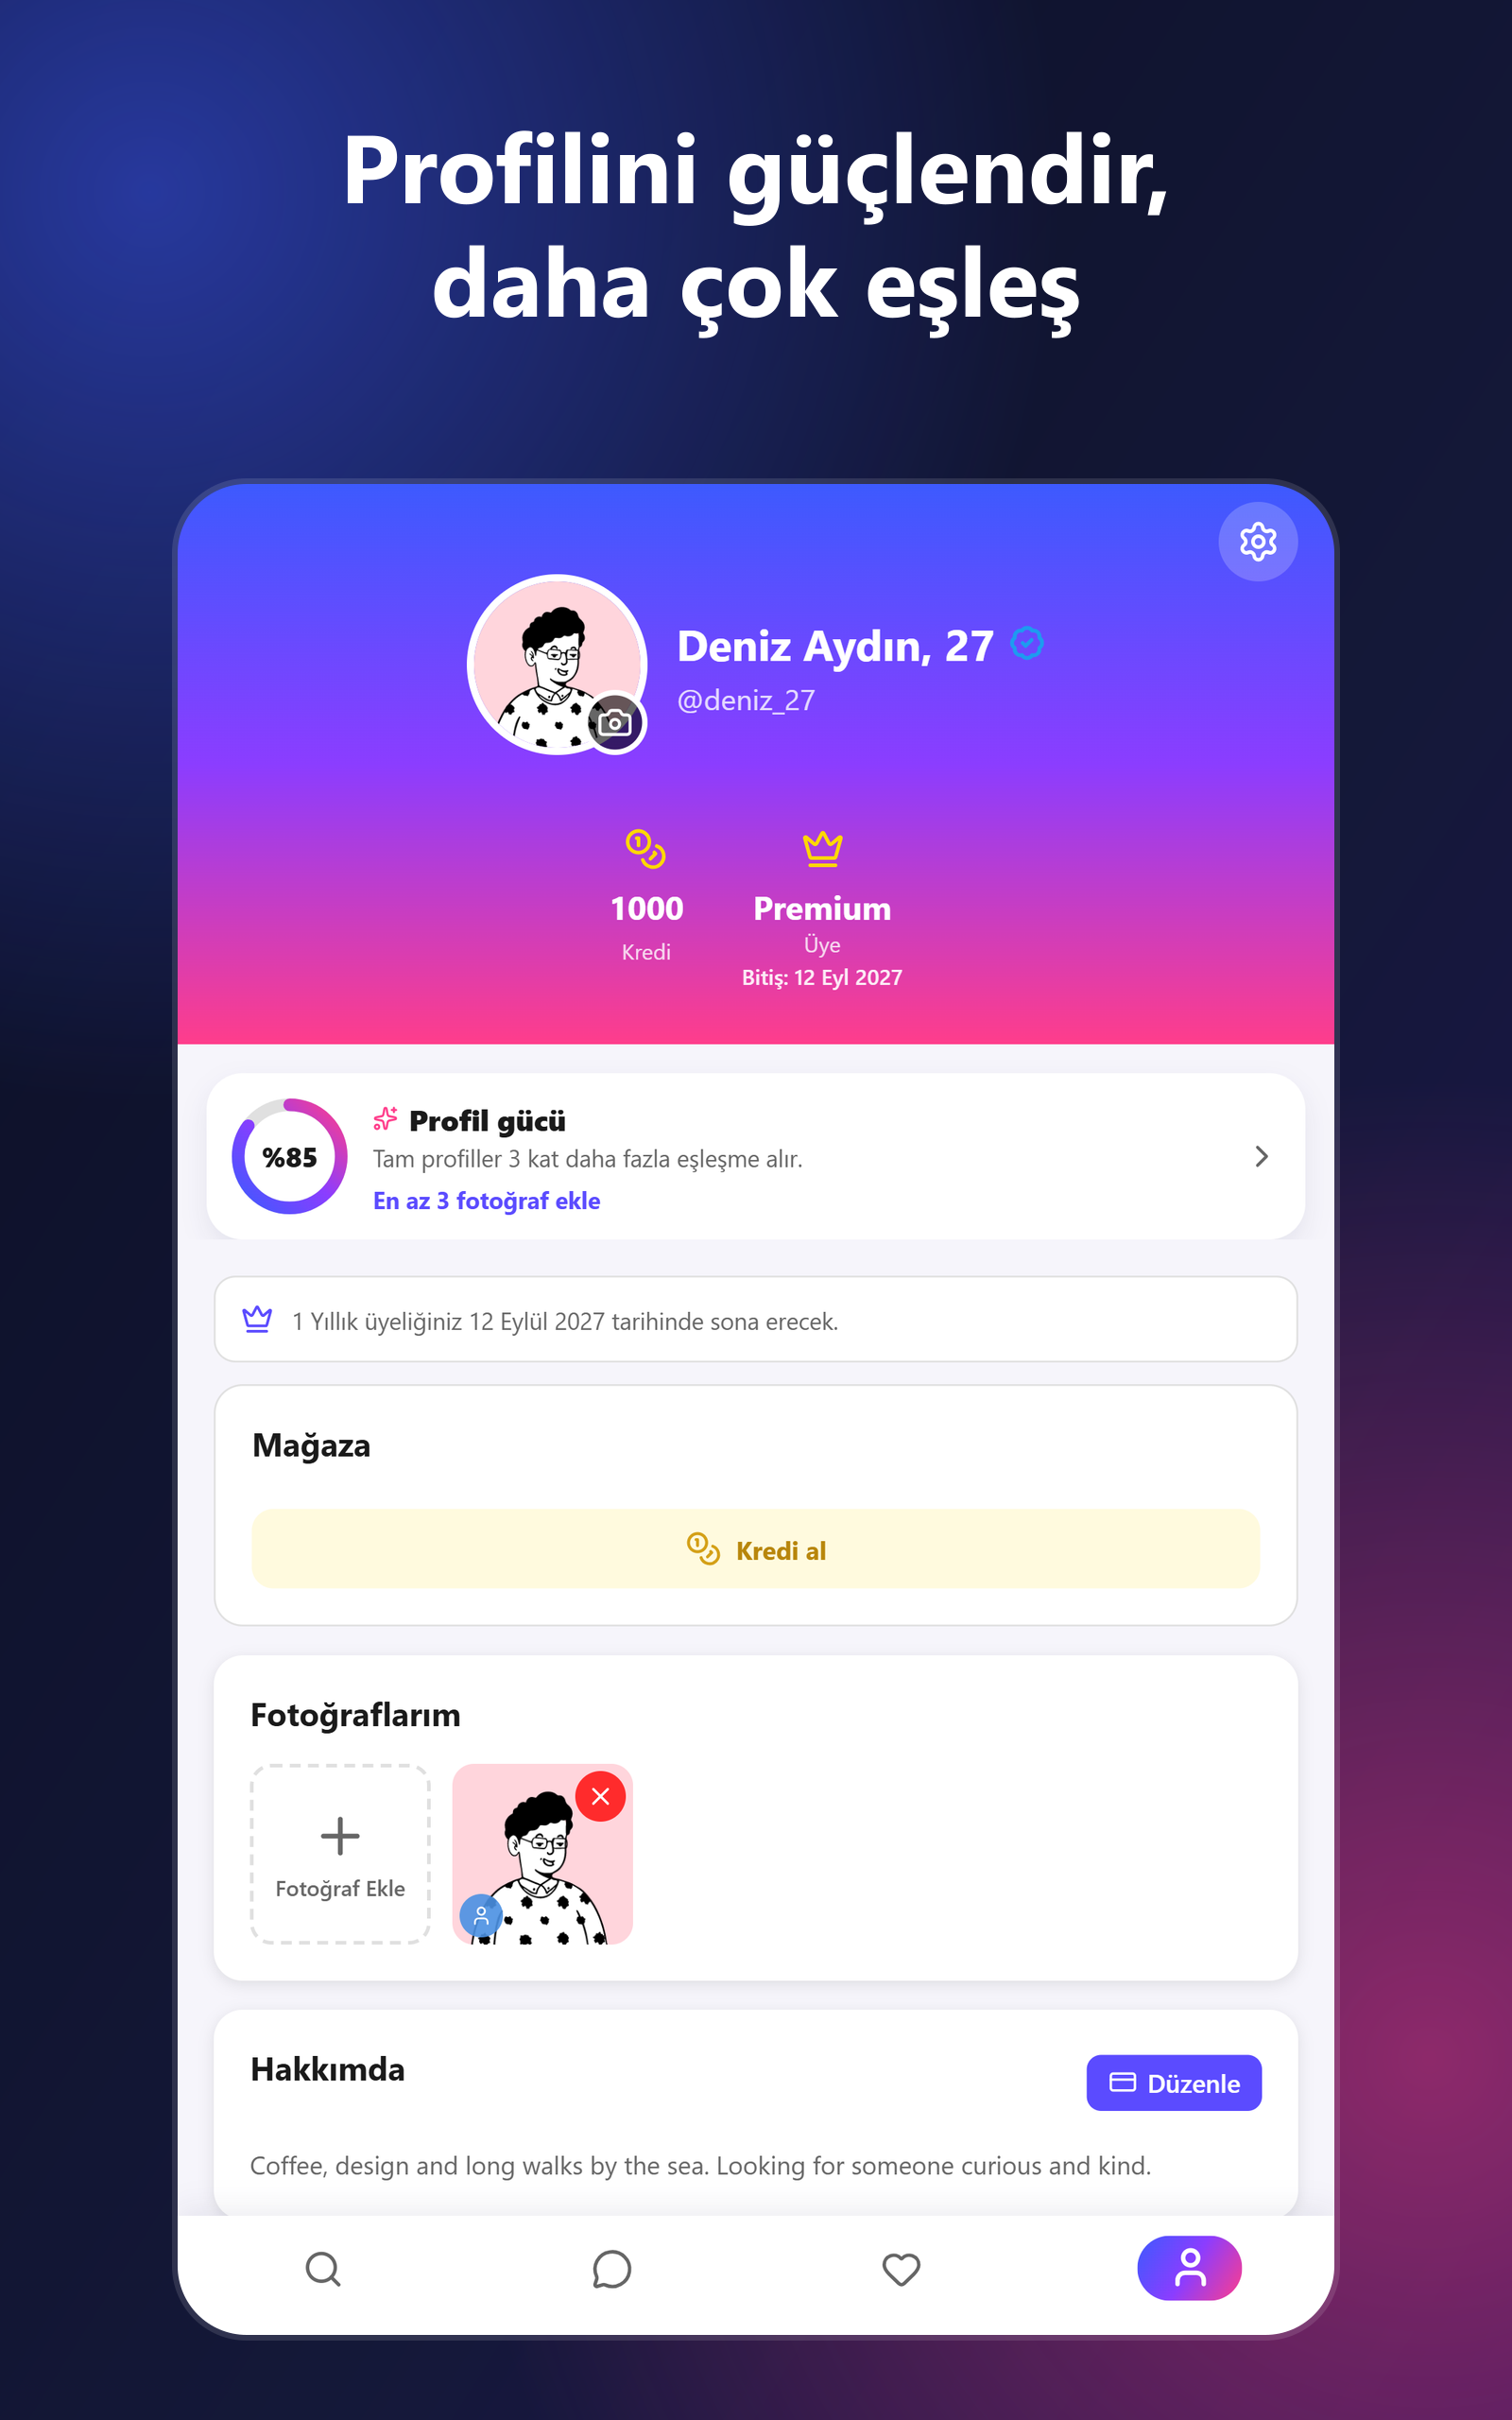 Profilini güçlendir,
daha çok eşleş
Deniz Aydın, 27
@deniz_27
1000
Kredi
Premium
Üye
Bitiş: 12 Eyl 2027
%85
Profil gücü
Tam profiller 3 kat daha fazla eşleşme alır.
En az 3 fotoğraf ekle
1 Yıllık üyeliğiniz 12 Eylül 2027 tarihinde sona erecek.
Mağaza
Kredi al
Fotoğraflarım
Fotoğraf Ekle
Hakkımda
Düzenle
Coffee, design and long walks by the sea. Looking for someone curious and kind.